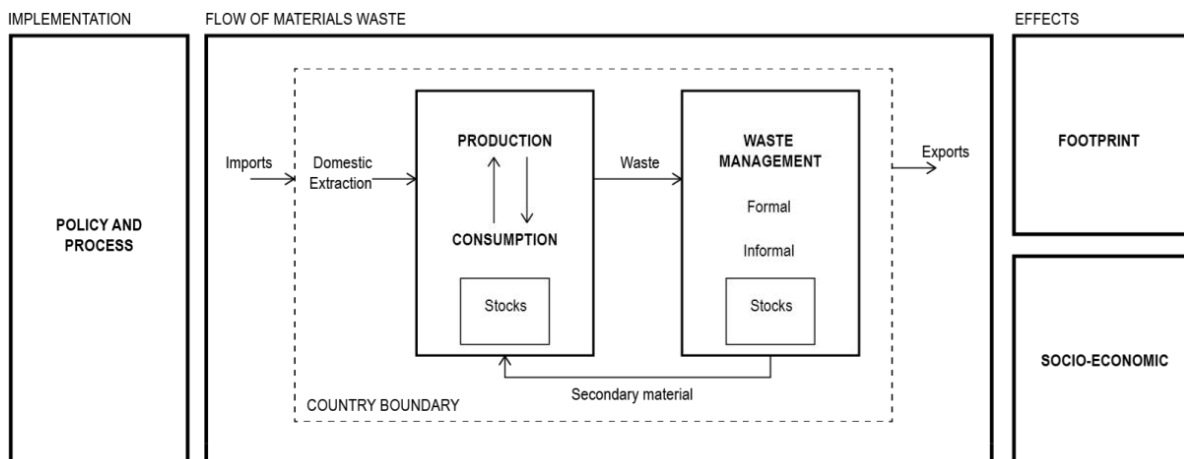 IMPLEMENTATION
FLOW OF MATERIALS WASTE
EFFECTS
POLICY AND
PROCESS
Imports
Domestic
Extraction
PRODUCTION
CONSUMPTION
Stocks
Waste
WASTE
MANAGEMENT
Formal
Informal
Stocks
Exports
Secondary material
COUNTRY BOUNDARY
FOOTPRINT
SOCIO-ECONOMIC